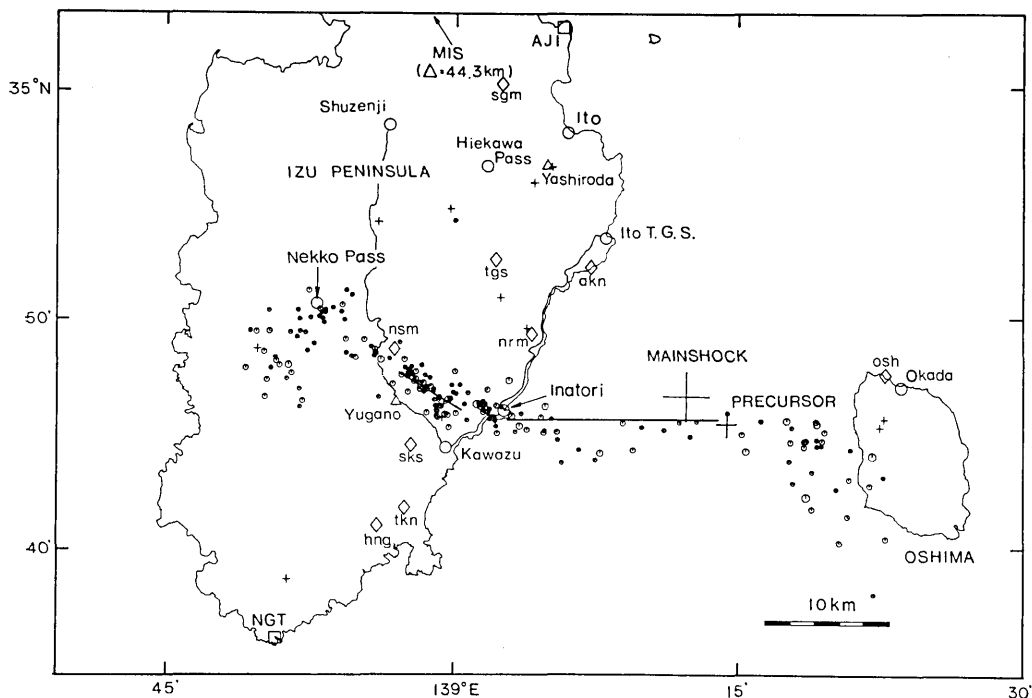 AJI
MIS
(△=44.3km)
35°N
sgm
Shuzenji
Ito
Hiekawa
Pass
Yashiroda
IZU PENINSULA
Ito T.G.S.
Nekko Pass
tgs
akn
50'
nsm
nrm
MAINSHOCK
osh
Okada
Inatori
PRECURSOR
Yugano
sks
Kawazu
tkn
hng
40'
OSHIMA
10km
NGT
45'
139°E
15'
30'